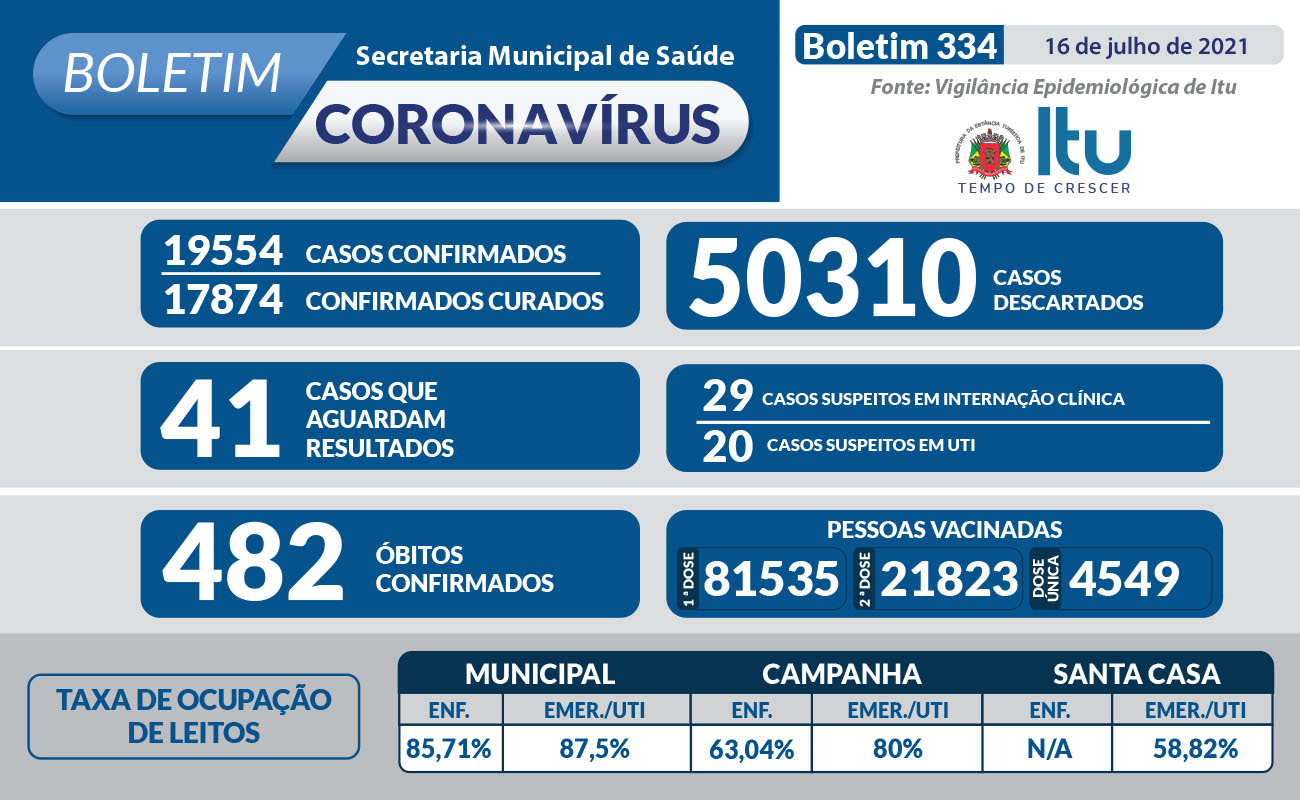 BOLETIM
Secretaria Municipal de Saúde
CORONAVÍRUS
Boletim 334
16 de julho de 2021
Fonte: Vigilância Epidemiológica de Itu
PREFEITURA DA ESTÂNCIA TURÍSTICA DE ITU
Itu
TEMPO DE CRESCER
19554 CASOS CONFIRMADOS
17874 CONFIRMADOS CURADOS
50310 CASOS
DESCARTADOS
41 CASOS QUE
AGUARDAM
RESULTADOS
29 CASOS SUSPEITOS EM INTERNAÇÃO CLÍNICA
20 CASOS SUSPEITOS EM UTI
482 ÓBITOS
CONFIRMADOS
PESSOAS VACINADAS
1ª DOSE 81535 2ª DOSE 21823 DOSE ÚNICA 4549
TAXA DE OCUPAÇÃO
DE LEITOS
MUNICIPAL CAMPANHA SANTA CASA
ENF. EMER./UTI ENF. EMER./UTI ENF. EMER./UTI
85,71% 87,5% 63,04% 80% N/A 58,82%